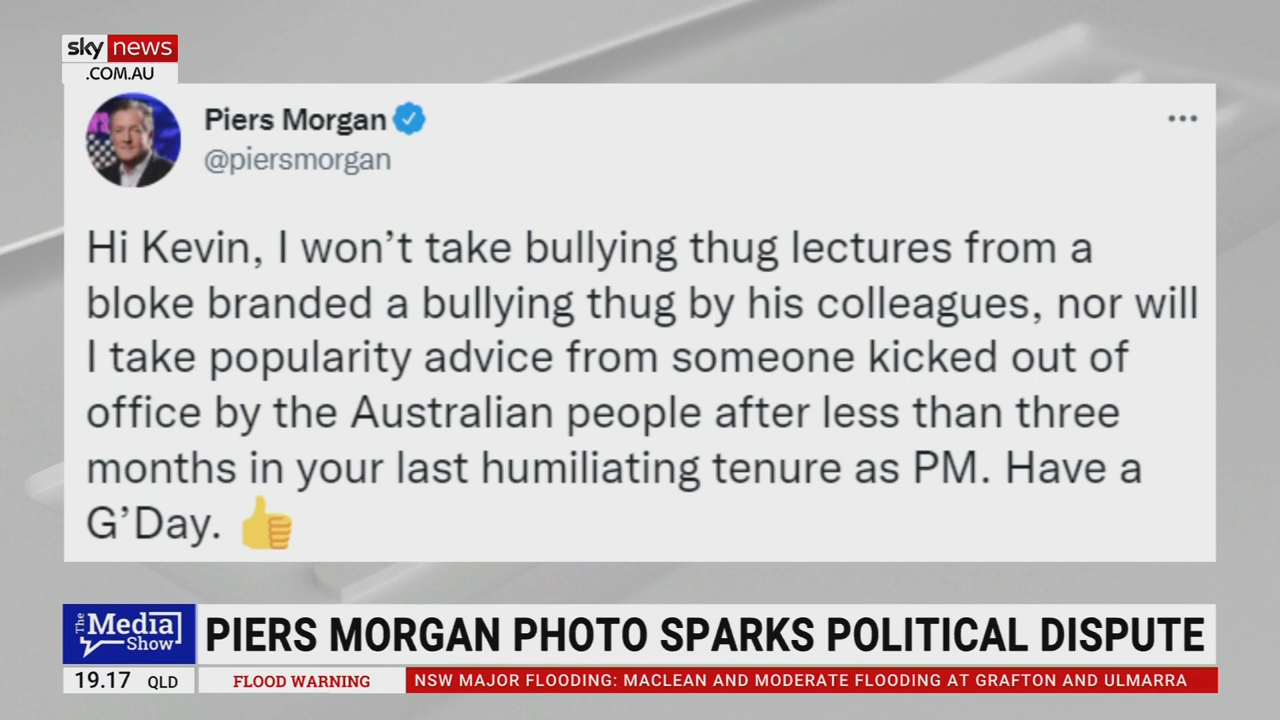 sky news
.COM.AU
Piers Morgan
@piersmorgan
Hi Kevin, I won’t take bullying thug lectures from a
bloke branded a bullying thug by his colleagues, nor will
I take popularity advice from someone kicked out of
office by the Australian people after less than three
months in your last humiliating tenure as PM. Have a
G’Day. 👍
The Media Show
PIERS MORGAN PHOTO SPARKS POLITICAL DISPUTE
19.17 QLD
FLOOD WARNING
NSW MAJOR FLOODING: MACLEAN AND MODERATE FLOODING AT GRAFTON AND ULMARRA